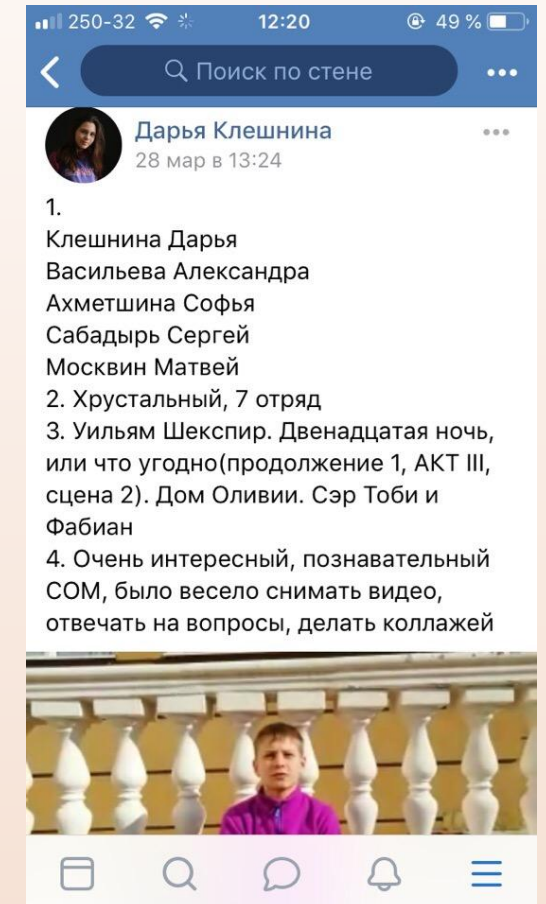 250-32 12:20 49 %
Поиск по стене
Дарья Клешнина
28 мар в 13:24
1.
Клешнина Дарья
Васильева Александра
Ахметшина Софья
Сабадырь Сергей
Москвин Матвей
2. Хрустальный, 7 отряд
3. Уильям Шекспир. Двенадцатая ночь,
или что угодно(продолжение 1, АКТ III,
сцена 2). Дом Оливии. Сэр Тоби и
Фабиан
4. Очень интересный, познавательный
СОМ, было весело снимать видео,
отвечать на вопросы, делать коллажей